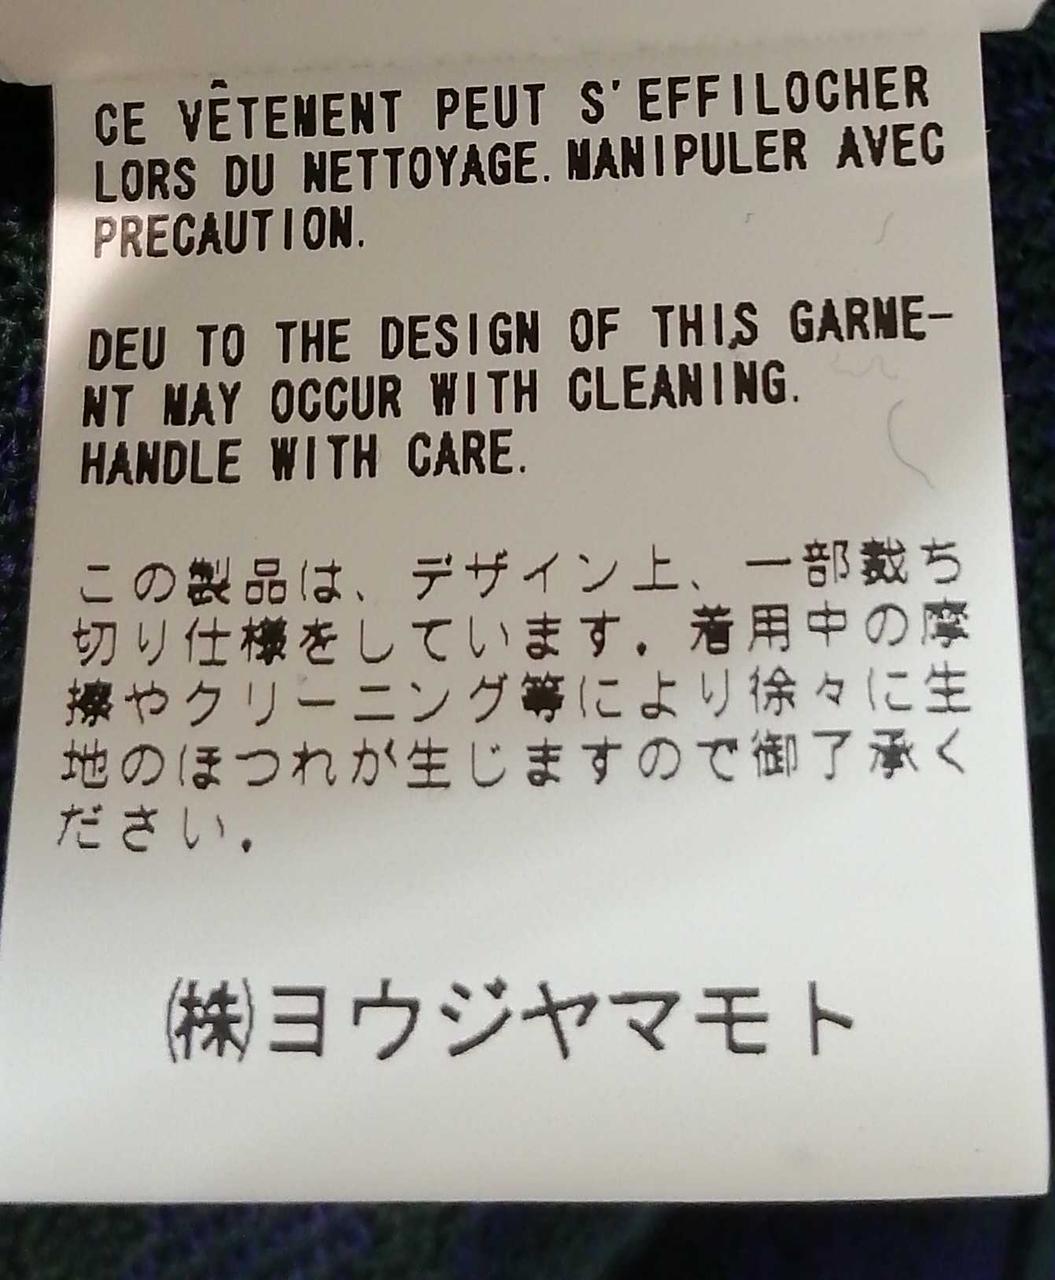 CE VÊTEMENT PEUT S'EFFILOCHER
LORS DU NETTOYAGE. MANIPULER AVEC
PRECAUTION.
DEU TO THE DESIGN OF THIS GARME-
NT MAY OCCUR WITH CLEANING.
HANDLE WITH CARE.
この製品は、デザイン上、一部裁ち
切り仕様をしています。着用中の摩
擦やクリーニング等により徐々に生
地のほつれが生じますので御了承く
ださい。
㈱ヨウジヤマモト